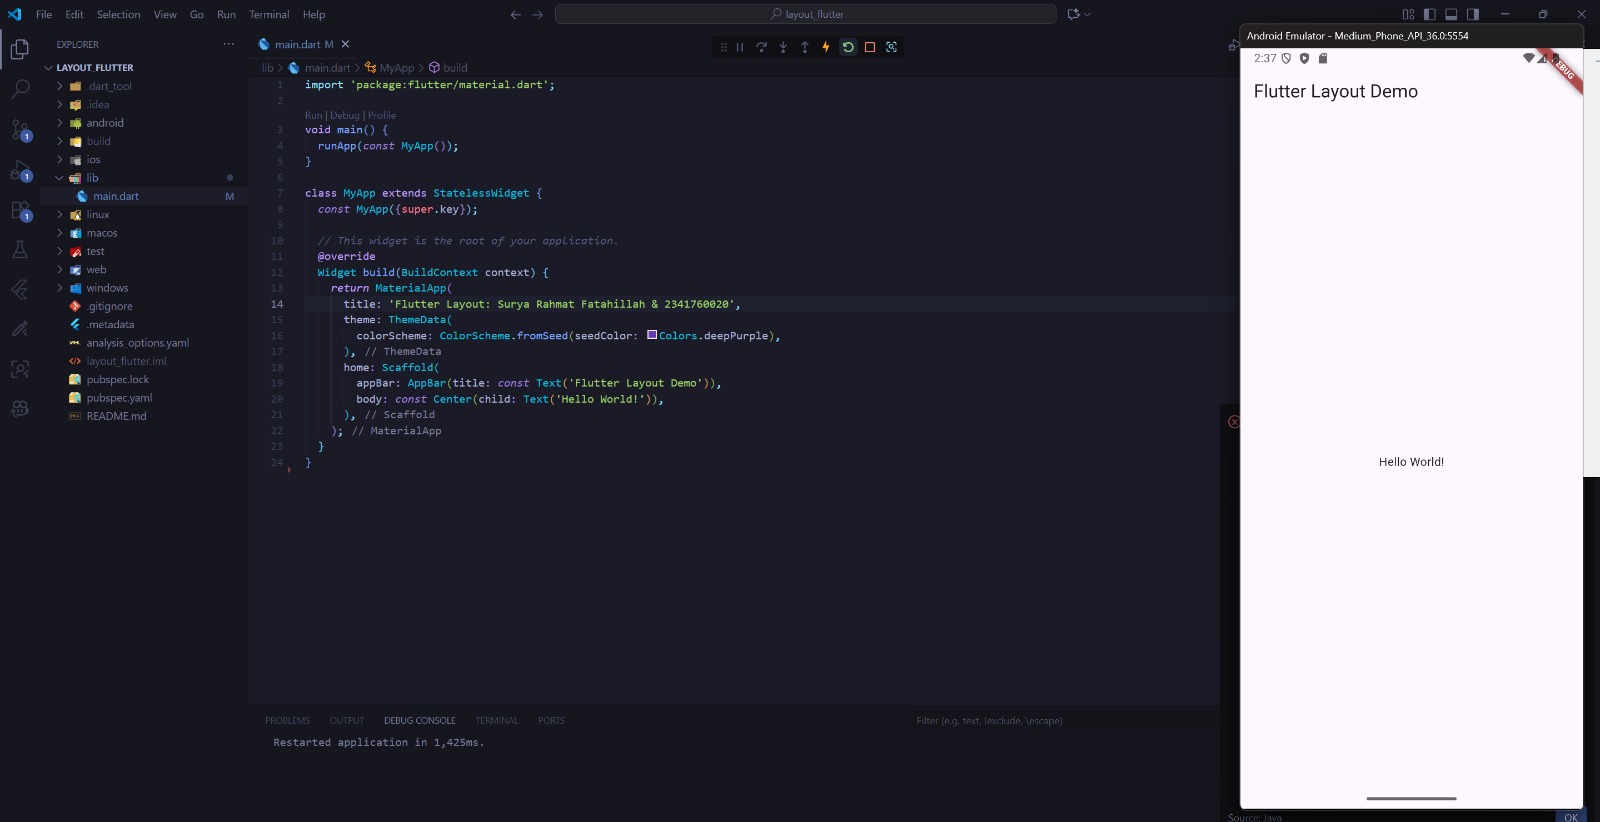 File Edit Selection View Go Run Terminal Help
layout_flutter
EXPLORER
LAYOUT_FLUTTER
.dart_tool
.idea
android
build
ios
lib
main.dart M
linux
macos
test
web
windows
.gitignore
.metadata
analysis_options.yaml
layout_flutter.iml
pubspec.lock
pubspec.yaml
README.md
1
1
1
main.dart M
lib > main.dart > MyApp > build
1 import 'package:flutter/material.dart';
2
Run | Debug | Profile
3 void main() {
4 runApp(const MyApp());
5 }
6
7 class MyApp extends StatelessWidget {
8 const MyApp({super.key});
9
10 // This widget is the root of your application.
11 @override
12 Widget build(BuildContext context) {
13 return MaterialApp(
14 title: 'Flutter Layout: Surya Rahmat Fatahillah & 2341760020',
15 theme: ThemeData(
16 colorScheme: ColorScheme.fromSeed(seedColor: Colors.deepPurple),
17 ), // ThemeData
18 home: Scaffold(
19 appBar: AppBar(title: const Text('Flutter Layout Demo')),
20 body: const Center(child: Text('Hello World!')),
21 ), // Scaffold
22 ); // MaterialApp
23 }
24 }
PROBLEMS OUTPUT DEBUG CONSOLE TERMINAL PORTS
Filter (e.g. text, !exclude, \escape)
Restarted application in 1,425ms.
Android Emulator - Medium_Phone_API_36.0:5554
2:37
Flutter Layout Demo
Hello World!
Source: Java
OK